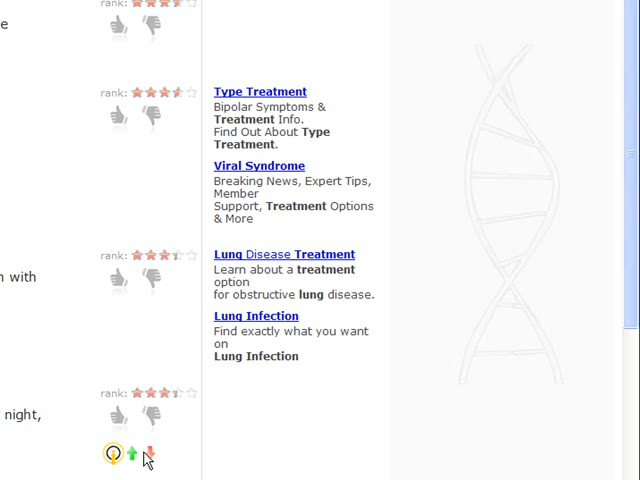 rank:
e
rank:
Type Treatment
Bipolar Symptoms &
Treatment Info.
Find Out About Type
Treatment.
Viral Syndrome
Breaking News, Expert Tips,
Member
Support, Treatment Options
& More
rank:
with
Lung Disease Treatment
Learn about a treatment
option
for obstructive lung disease.
Lung Infection
Find exactly what you want
on
Lung Infection
rank:
night,